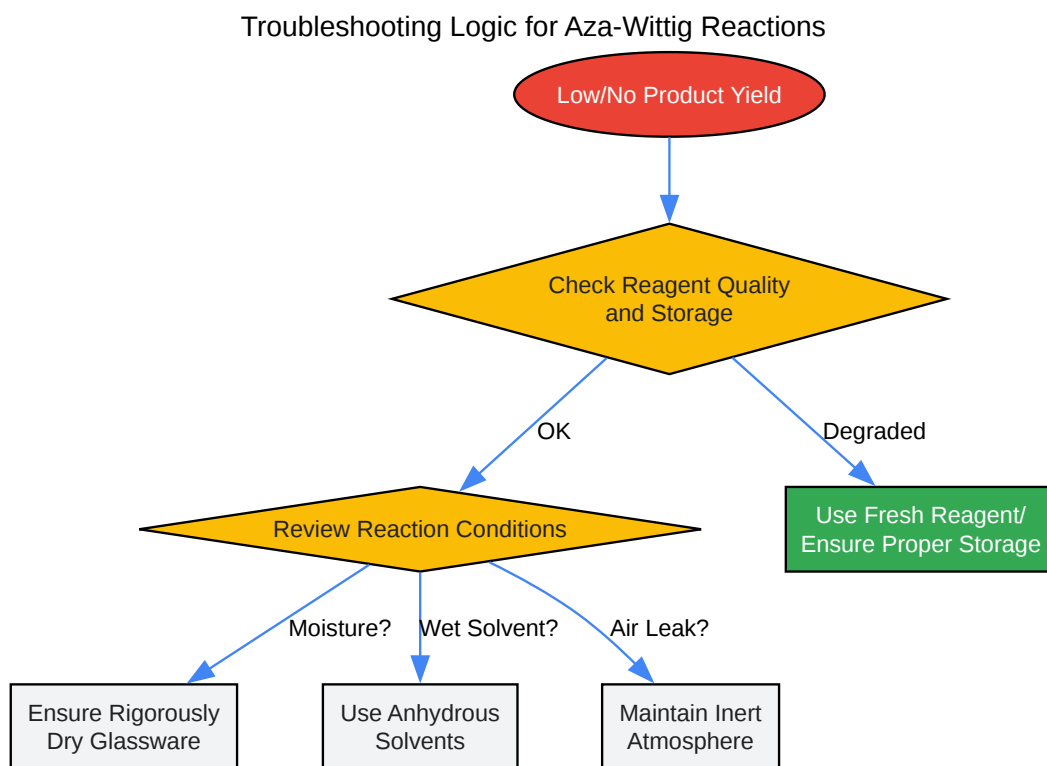 Troubleshooting Logic for Aza-Wittig Reactions
Low/No Product Yield
Check Reagent Quality
and Storage
OK
Degraded
Review Reaction Conditions
Use Fresh Reagent/
Ensure Proper Storage
Moisture?
Wet Solvent?
Air Leak?
Ensure Rigorously
Dry Glassware
Use Anhydrous
Solvents
Maintain Inert
Atmosphere